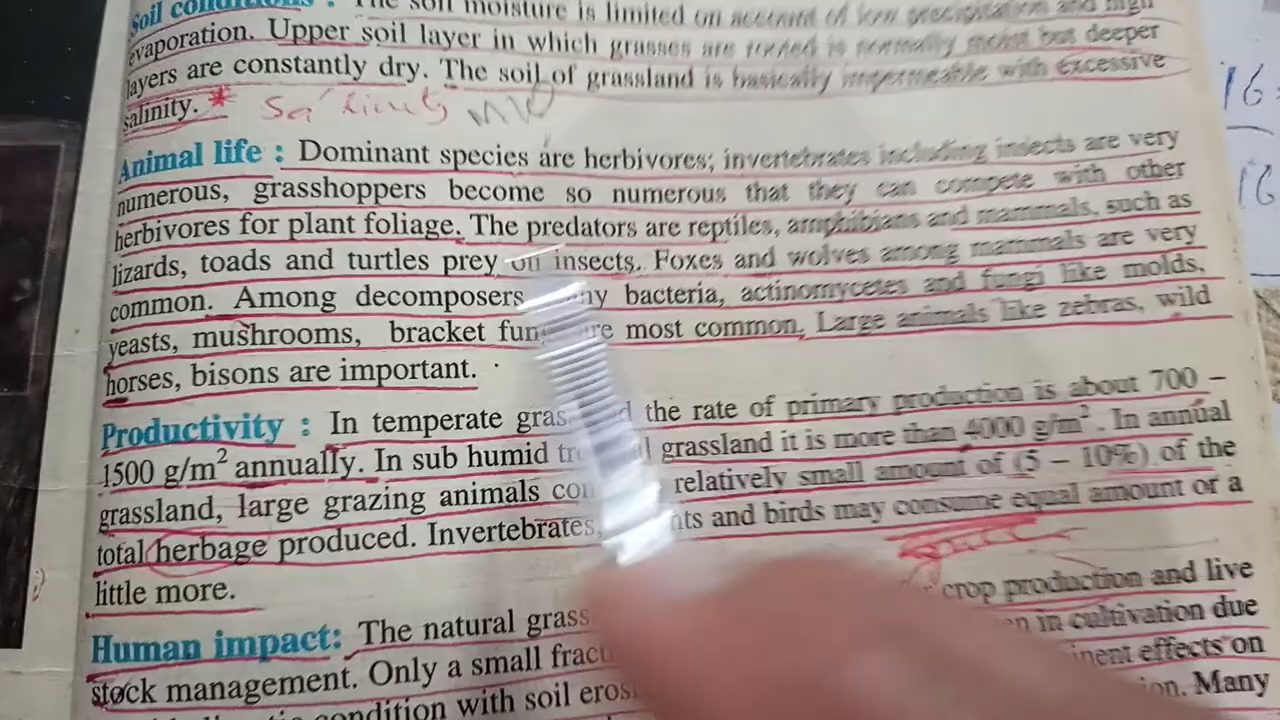 Soil conditions : The soil moisture is limited on account of low precipitation and high
evaporation. Upper soil layer in which grasses are rooted is normally moist but deeper
layers are constantly dry. The soil of grassland is basically impermeable with excessive
salinity.
Animal life : Dominant species are herbivores; invertebrates including insects are very
numerous, grasshoppers become so numerous that they can compete with other
herbivores for plant foliage. The predators are reptiles, amphibians and mammals, such as
lizards, toads and turtles prey on insects. Foxes and wolves among mammals are very
common. Among decomposers bacteria, actinomycetes and fungi like molds,
yeasts, mushrooms, bracket most common. Large animals like zebras, wild
horses, bisons are important.
Productivity : In temperate the rate of primary production is about 700 –
1500 g/m² annually. In sub humid grassland it is more than 4000 g/m². In annual
grassland, large grazing animals relatively small amount of (5 – 10%) of the
total herbage produced. Invertebrates, and birds may consume equal amount or a
little more.
Human impact: The natural crop production and live
stock management. Only a small in cultivation due
effects on
condition with soil Many
16
16